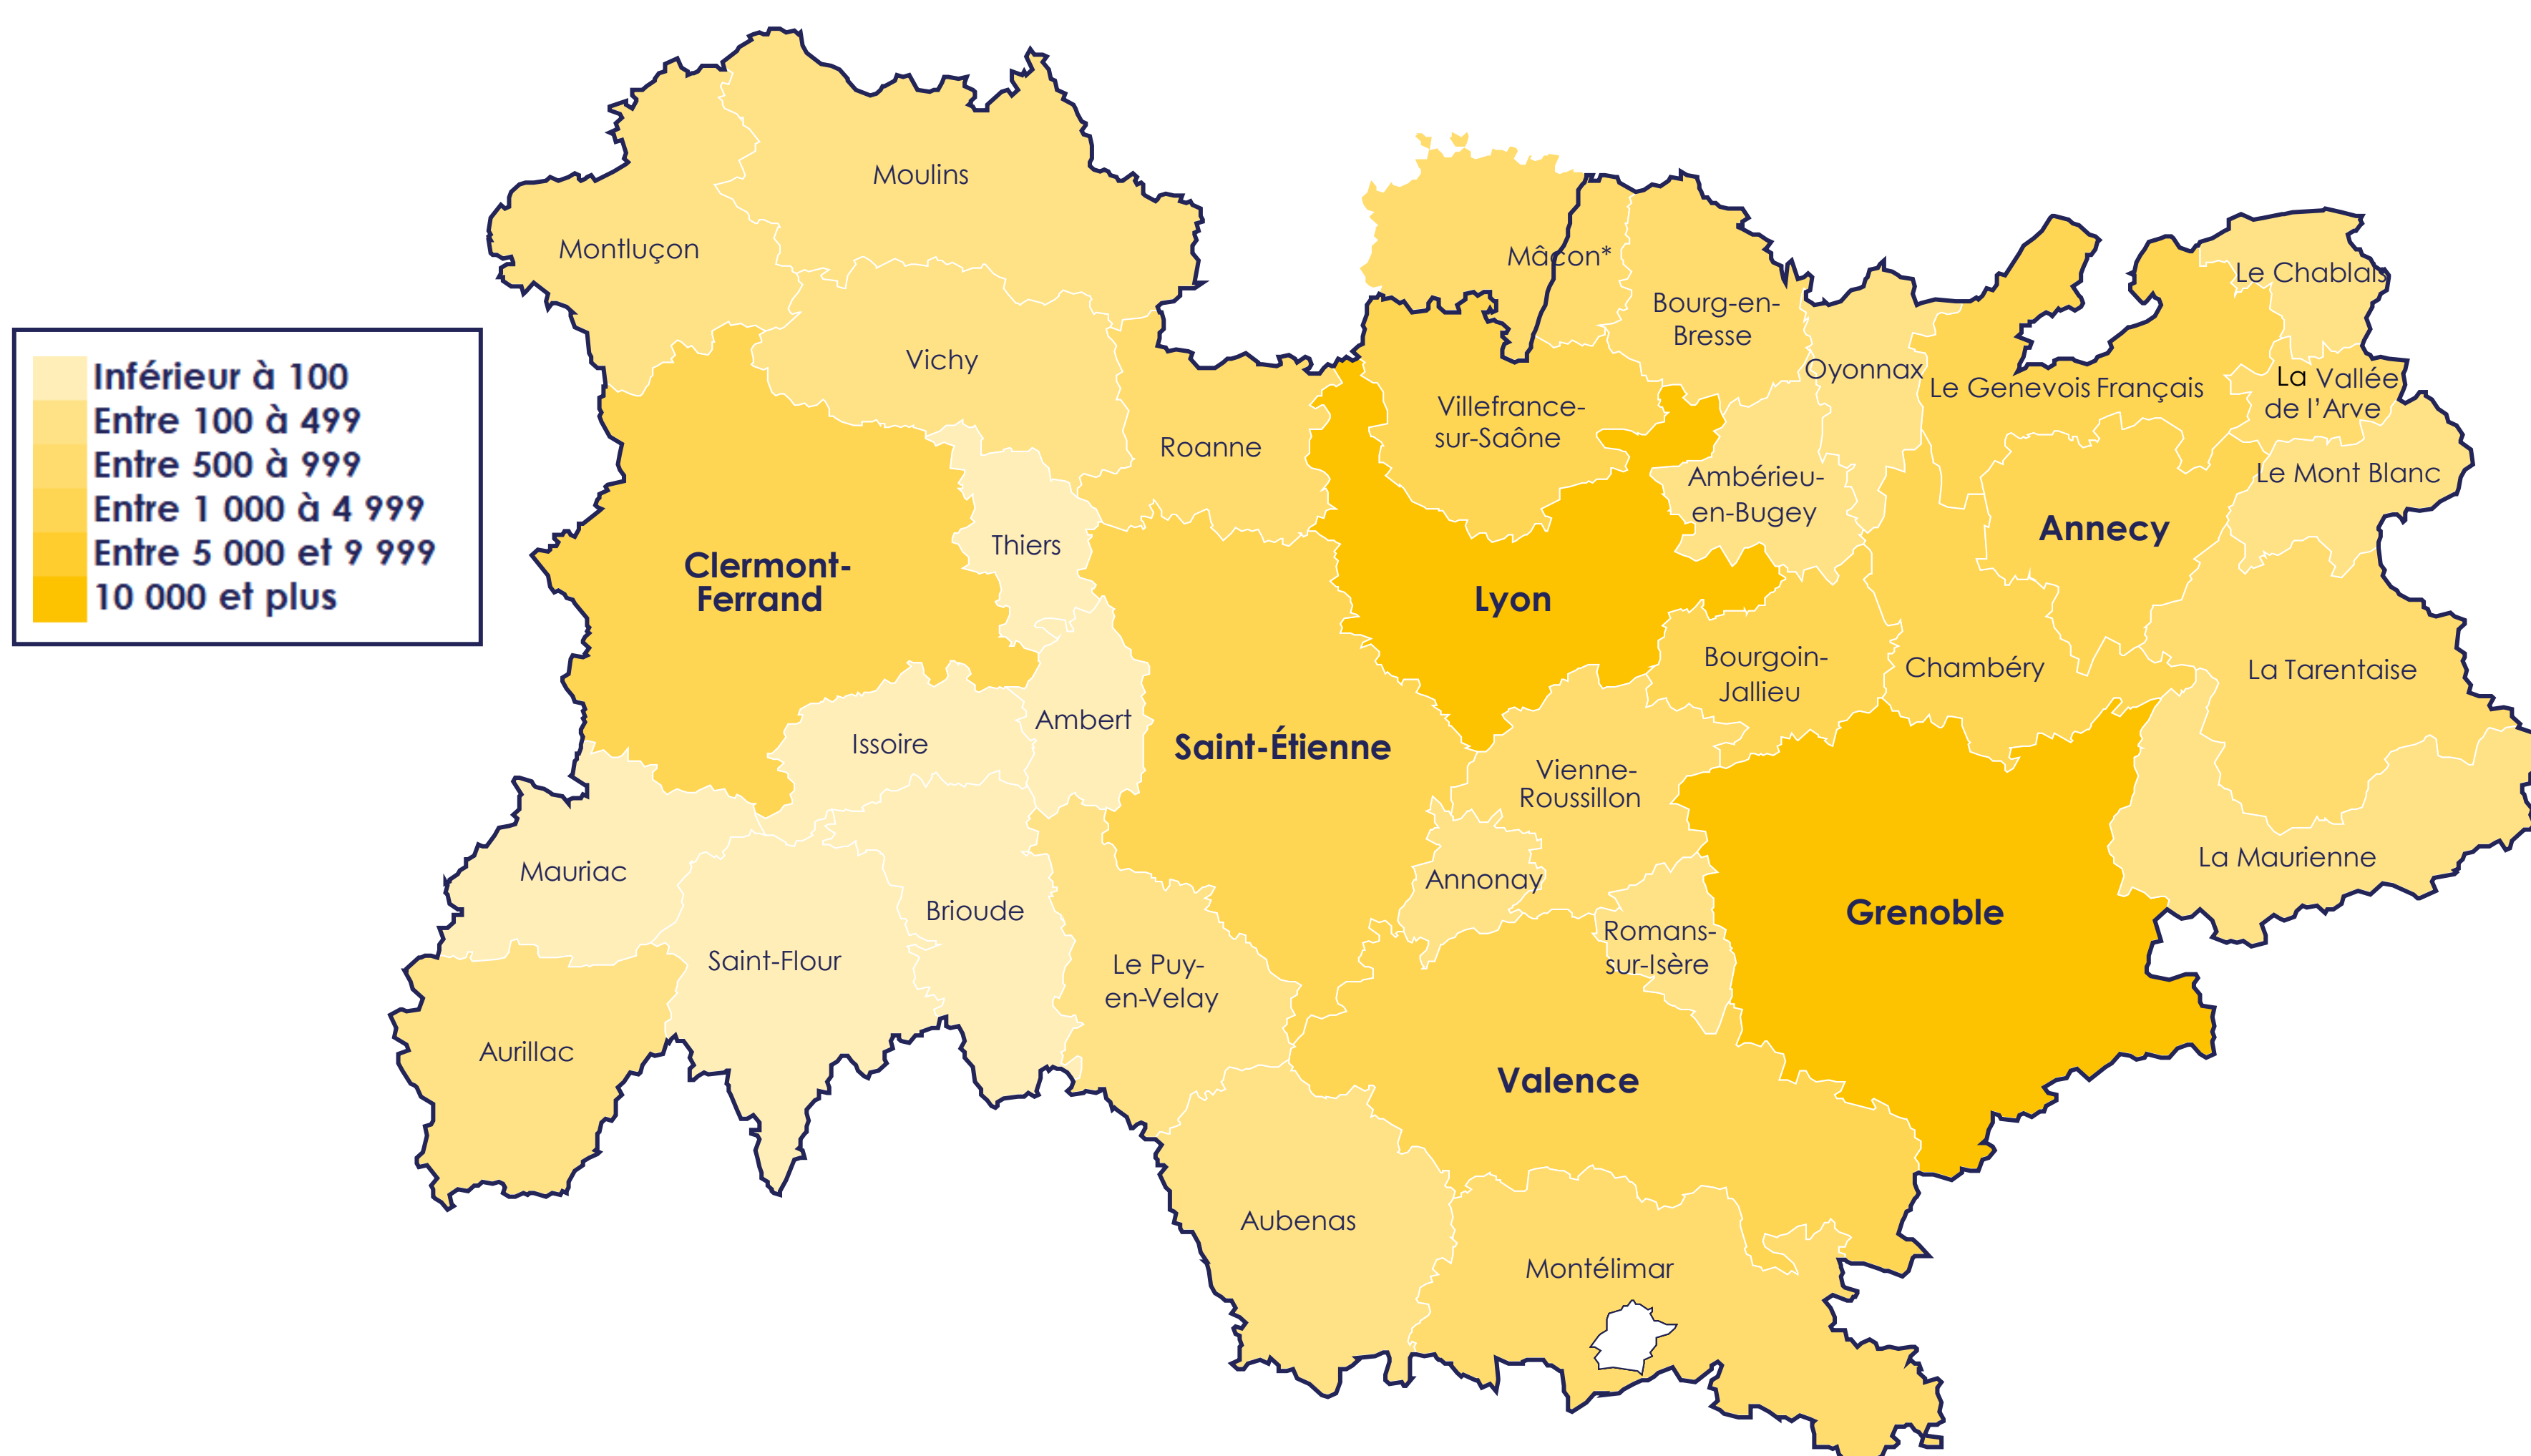 Inférieur à 100
Entre 100 à 499
Entre 500 à 999
Entre 1 000 à 4 999
Entre 5 000 et 9 999
10 000 et plus
Moulins
Montluçon
Mâcon*
Le Chablais
Bourg-en-
Bresse
Vichy
Oyonnax
Le Genevois Français
La Vallée
de l'Arve
Villefranche-
sur-Saône
Roanne
Ambérieu-
en-Bugey
Le Mont Blanc
Annecy
Thiers
Clermont-
Ferrand
Lyon
Bourgoin-
Jallieu
Chambéry
La Tarentaise
Ambert
Issoire
Saint-Étienne
Vienne-
Roussillon
La Maurienne
Mauriac
Annonay
Brioude
Grenoble
Romans-
sur-Isère
Saint-Flour
Le Puy-
en-Velay
Aurillac
Valence
Aubenas
Montélimar